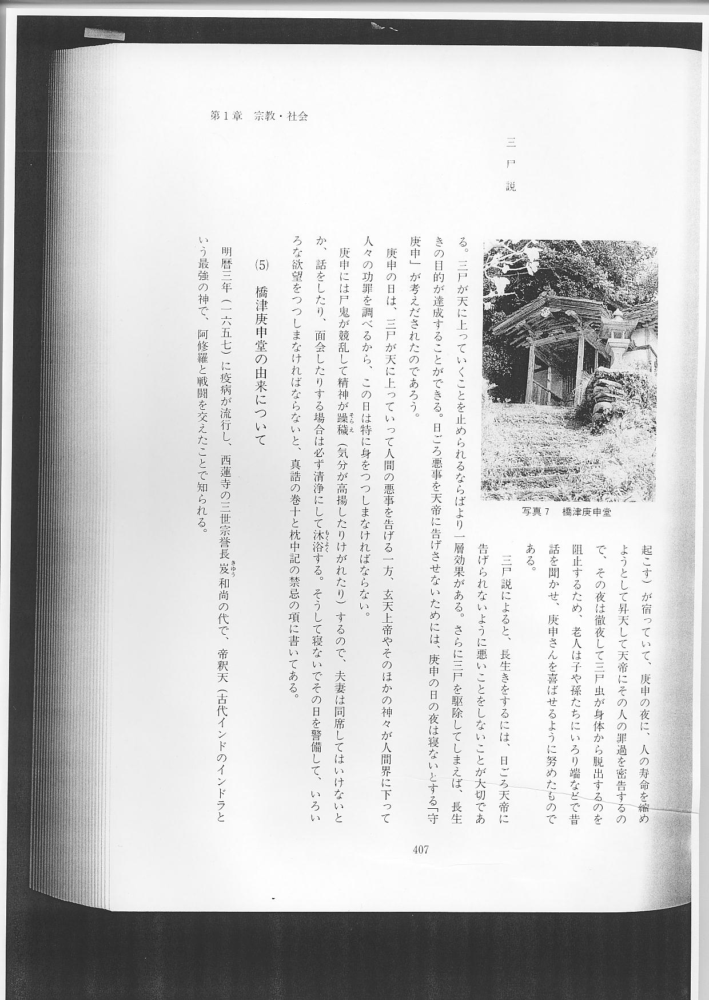 第１章　宗教・社会
三尸説
起こす）が宿っていて、庚申の夜に、人の寿命を縮め
ようとして昇天して天帝にその人の罪過を密告するの
で、その夜は徹夜して三尸虫が身体から脱出するのを
阻止するため、老人は子や孫たちにいろり端などで昔
話を聞かせ、庚申さんを喜ばせるように努めたもので
ある。
三尸説によると、長生きをするには、日ごろ天帝に
告げられないように悪いことをしないことが大切であ
る。三尸が天に上っていくことを止められるならばより一層効果がある。さらに三尸を駆除してしまえば、長生
きの目的が達成することができる。日ごろ悪事を天帝に告げさせないためには、庚申の日の夜は寝ないとする「守
庚申」が考えだされたのであろう。
庚申の日は、三尸が天に上っていって人間の悪事を告げる一方、玄天上帝やそのほかの神々が人間界に下って
人々の功罪を調べるから、この日は特に身をつつしまなければならない。
庚申には尸鬼が競乱して精神が躁穢（気分が高揚したりけがれたり）するので、夫妻は同席してはいけないと
そらえ
か、話をしたり、面会したりする場合は必ず清浄にして沐浴する。そうして寝ないでその日を警備して、いろい
もくよく
ろな欲望をつつしまなければならないと、真誥の巻十と枕中記の禁忌の項に書いてある。
⑸　橋津庚申堂の由来について
明暦三年（一六五七）に疫病が流行し、西蓮寺の三世宗誉長岌和尚の代で、帝釈天（古代インドのインドラと
きゆう
いう最強の神で、阿修羅と戦闘を交えたことで知られる。
写真７　橋津庚申堂
407